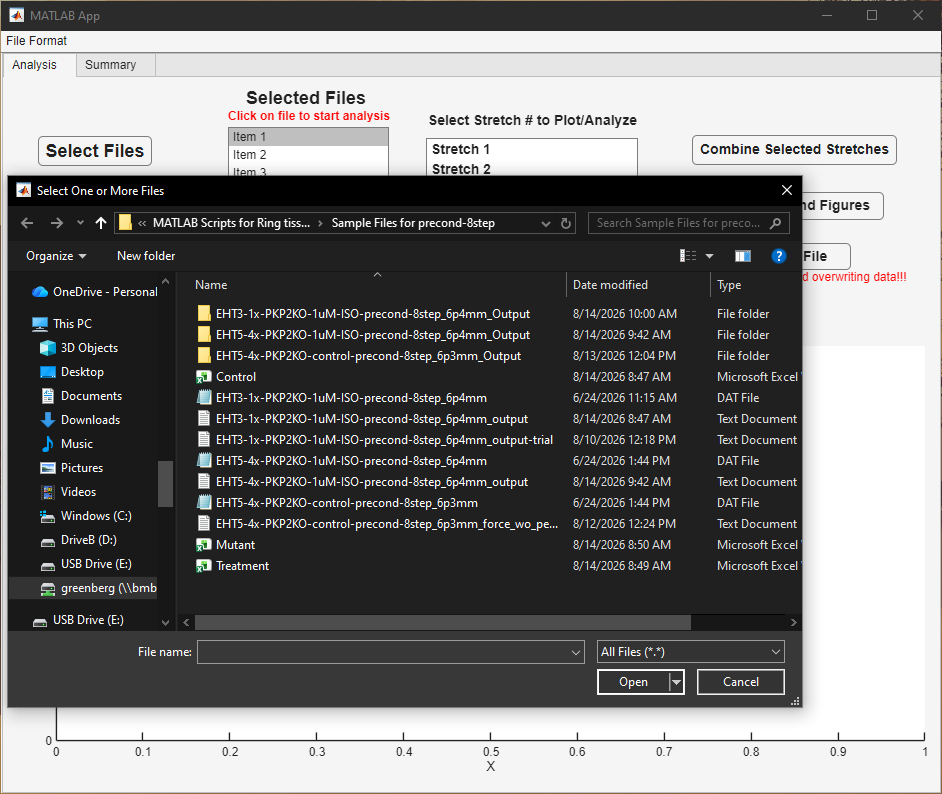 MATLAB App
File Format
Analysis
Summary
Selected Files
Click on file to start analysis
Select Stretch # to Plot/Analyze
Select Files
Item 1
Item 2
Item 3
Stretch 1
Stretch 2
Combine Selected Stretches
nd Figures
File
d overwriting data!!!
Select One or More Files
« MATLAB Scripts for Ring tiss... › Sample Files for precond-8step
Search Sample Files for preco...
Organize
New folder
?
OneDrive - Personal
This PC
3D Objects
Desktop
Documents
Downloads
Music
Pictures
Videos
Windows (C:)
DriveB (D:)
USB Drive (E:)
greenberg (\\bmb
USB Drive (E:)
Name Date modified Type
EHT3-1x-PKP2KO-1uM-ISO-precond-8step_6p4mm_Output 8/14/2026 10:00 AM File folder
EHT5-4x-PKP2KO-1uM-ISO-precond-8step_6p4mm_Output 8/14/2026 9:42 AM File folder
EHT5-4x-PKP2KO-control-precond-8step_6p3mm_Output 8/13/2026 12:04 PM File folder
Control 8/14/2026 8:47 AM Microsoft Excel
EHT3-1x-PKP2KO-1uM-ISO-precond-8step_6p4mm 6/24/2026 11:15 AM DAT File
EHT3-1x-PKP2KO-1uM-ISO-precond-8step_6p4mm_output 8/14/2026 8:47 AM Text Document
EHT3-1x-PKP2KO-1uM-ISO-precond-8step_6p4mm_output-trial 8/10/2026 12:18 PM Text Document
EHT5-4x-PKP2KO-1uM-ISO-precond-8step_6p4mm 6/24/2026 1:44 PM DAT File
EHT5-4x-PKP2KO-1uM-ISO-precond-8step_6p4mm_output 8/14/2026 9:42 AM Text Document
EHT5-4x-PKP2KO-control-precond-8step_6p3mm 6/24/2026 1:44 PM DAT File
EHT5-4x-PKP2KO-control-precond-8step_6p3mm_force_wo_pe... 8/12/2026 12:24 PM Text Document
Mutant 8/14/2026 8:50 AM Microsoft Excel
Treatment 8/14/2026 8:49 AM Microsoft Excel
File name:
All Files (*.*)
Open
Cancel
0
0 0.1 0.2 0.3 0.4 0.5 0.6 0.7 0.8 0.9 1
X